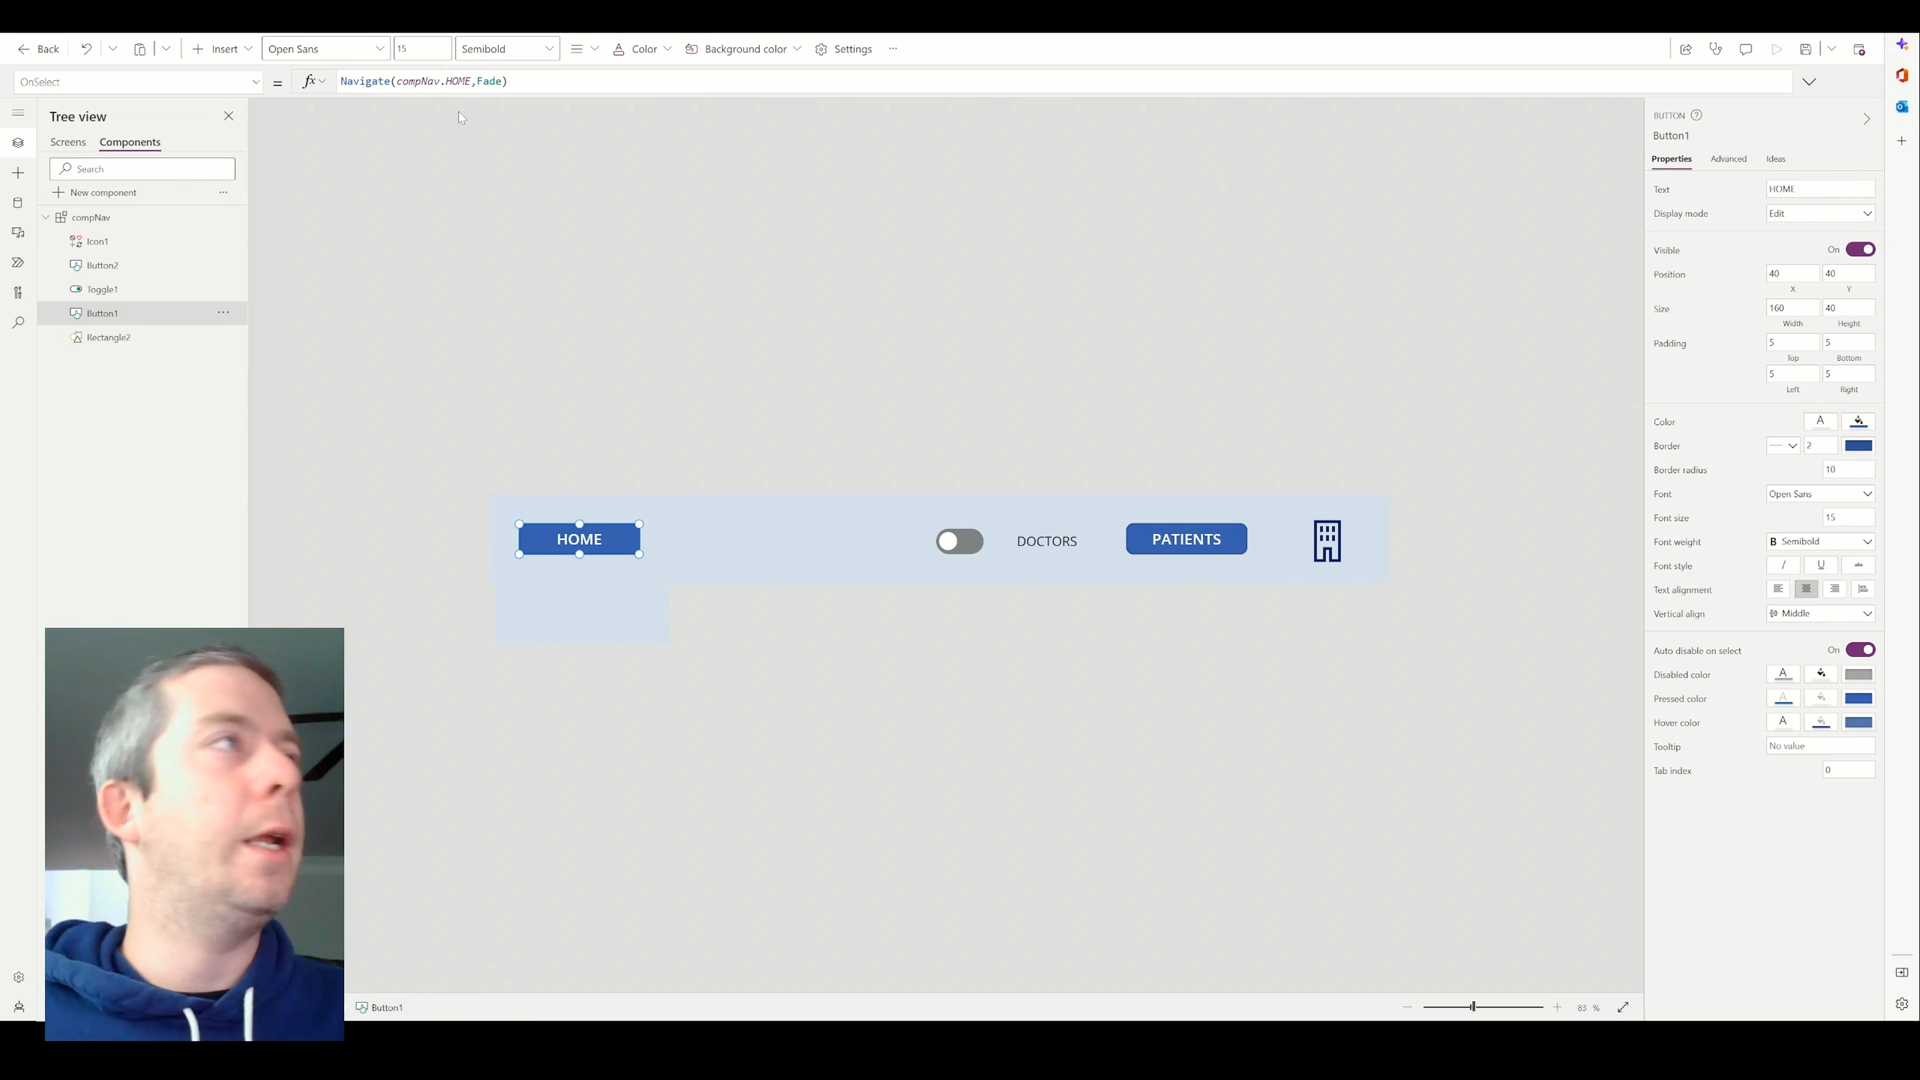 Back
Insert
Open Sans
15
Semibold
Color
Background color
Settings
OnSelect
=
fx
Navigate(compNav.HOME,Fade)
Tree view
Screens
Components
Search
New component
compNav
Icon1
Button2
Toggle1
Button1
Rectangle2
HOME
DOCTORS
PATIENTS
Button1
83 %
BUTTON
Button1
Properties
Advanced
Ideas
Text
HOME
Display mode
Edit
Visible
On
Position
40
40
X
Y
Size
160
40
Width
Height
Padding
5
5
Top
Bottom
5
5
Left
Right
Color
A
Border
2
Border radius
10
Font
Open Sans
Font size
15
Font weight
B Semibold
Font style
/
U
abc
Text alignment
Vertical align
Middle
Auto disable on select
On
Disabled color
A
Pressed color
A
Hover color
A
Tooltip
No value
Tab index
0